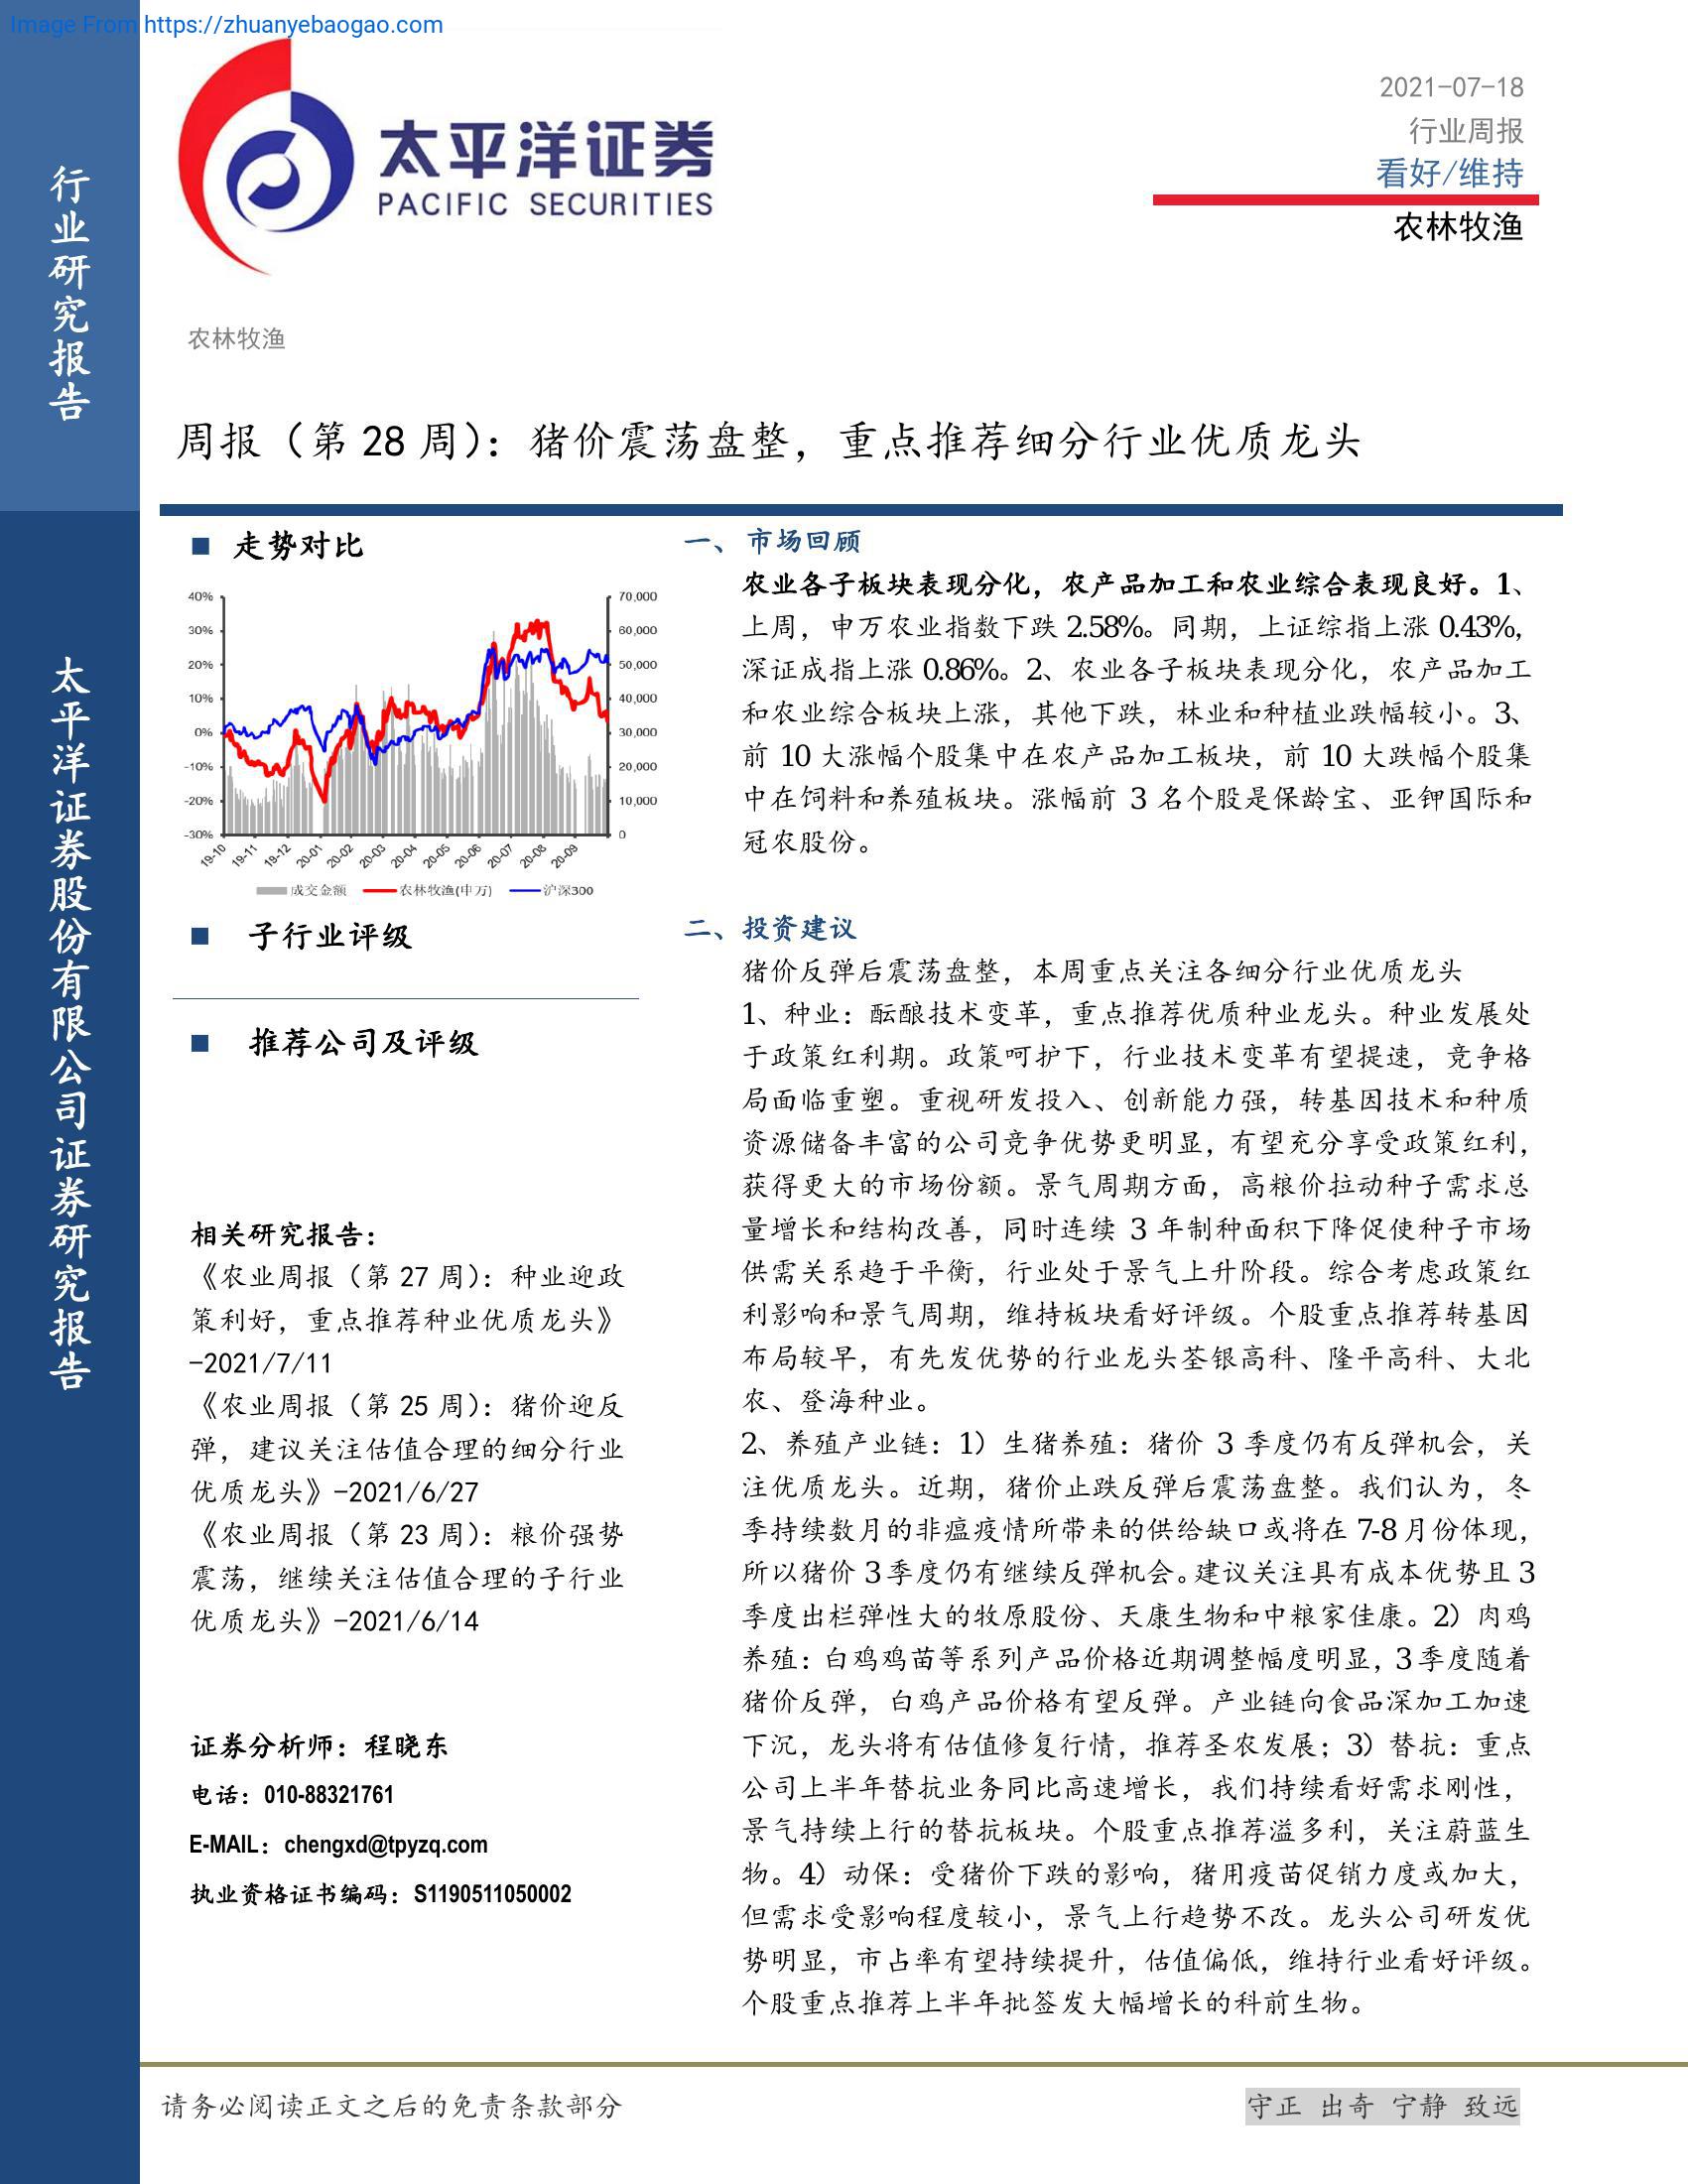 Image From https://zhuanyebaogao.com
行业研究报告
太平洋证券股份有限公司证券研究报告
太平洋证券
PACIFIC SECURITIES
2021-07-18
行业周报
看好/维持
农林牧渔
农林牧渔
周报（第 28 周）：猪价震荡盘整，重点推荐细分行业优质龙头
■ 走势对比
40%
30%
20%
10%
0%
-10%
-20%
-30%
70,000
60,000
50,000
40,000
30,000
20,000
10,000
0
19-10 19-11 19-12 20-01 20-02 20-03 20-04 20-05 20-06 20-07 20-08 20-09
成交金额 农林牧渔(申万) 沪深300
■ 子行业评级
■ 推荐公司及评级
相关研究报告：
《农业周报（第 27 周）：种业迎政
策利好，重点推荐种业优质龙头》
-2021/7/11
《农业周报（第 25 周）：猪价迎反
弹，建议关注估值合理的细分行业
优质龙头》-2021/6/27
《农业周报（第 23 周）：粮价强势
震荡，继续关注估值合理的子行业
优质龙头》-2021/6/14
证券分析师：程晓东
电话：010-88321761
E-MAIL：chengxd@tpyzq.com
执业资格证书编码：S1190511050002
一、 市场回顾
农业各子板块表现分化，农产品加工和农业综合表现良好。1、
上周，申万农业指数下跌 2.58%。同期，上证综指上涨 0.43%，
深证成指上涨 0.86%。2、农业各子板块表现分化，农产品加工
和农业综合板块上涨，其他下跌，林业和种植业跌幅较小。3、
前 10 大涨幅个股集中在农产品加工板块，前 10 大跌幅个股集
中在饲料和养殖板块。涨幅前 3 名个股是保龄宝、亚钾国际和
冠农股份。
二、 投资建议
猪价反弹后震荡盘整，本周重点关注各细分行业优质龙头
1、种业：酝酿技术变革，重点推荐优质种业龙头。种业发展处
于政策红利期。政策呵护下，行业技术变革有望提速，竞争格
局面临重塑。重视研发投入、创新能力强，转基因技术和种质
资源储备丰富的公司竞争优势更明显，有望充分享受政策红利，
获得更大的市场份额。景气周期方面，高粮价拉动种子需求总
量增长和结构改善，同时连续 3 年制种面积下降促使种子市场
供需关系趋于平衡，行业处于景气上升阶段。综合考虑政策红
利影响和景气周期，维持板块看好评级。个股重点推荐转基因
布局较早，有先发优势的行业龙头荃银高科、隆平高科、大北
农、登海种业。
2、养殖产业链：1）生猪养殖：猪价 3 季度仍有反弹机会，关
注优质龙头。近期，猪价止跌反弹后震荡盘整。我们认为，冬
季持续数月的非瘟疫情所带来的供给缺口或将在 7-8 月份体现，
所以猪价 3 季度仍有继续反弹机会。建议关注具有成本优势且 3
季度出栏弹性大的牧原股份、天康生物和中粮家佳康。2）肉鸡
养殖：白鸡鸡苗等系列产品价格近期调整幅度明显，3 季度随着
猪价反弹，白鸡产品价格有望反弹。产业链向食品深加工加速
下沉，龙头将有估值修复行情，推荐圣农发展；3）替抗：重点
公司上半年替抗业务同比高速增长，我们持续看好需求刚性，
景气持续上行的替抗板块。个股重点推荐溢多利，关注蔚蓝生
物。4）动保：受猪价下跌的影响，猪用疫苗促销力度或加大，
但需求受影响程度较小，景气上行趋势不改。龙头公司研发优
势明显，市占率有望持续提升，估值偏低，维持行业看好评级。
个股重点推荐上半年批签发大幅增长的科前生物。
请务必阅读正文之后的免责条款部分
守正 出奇 宁静 致远